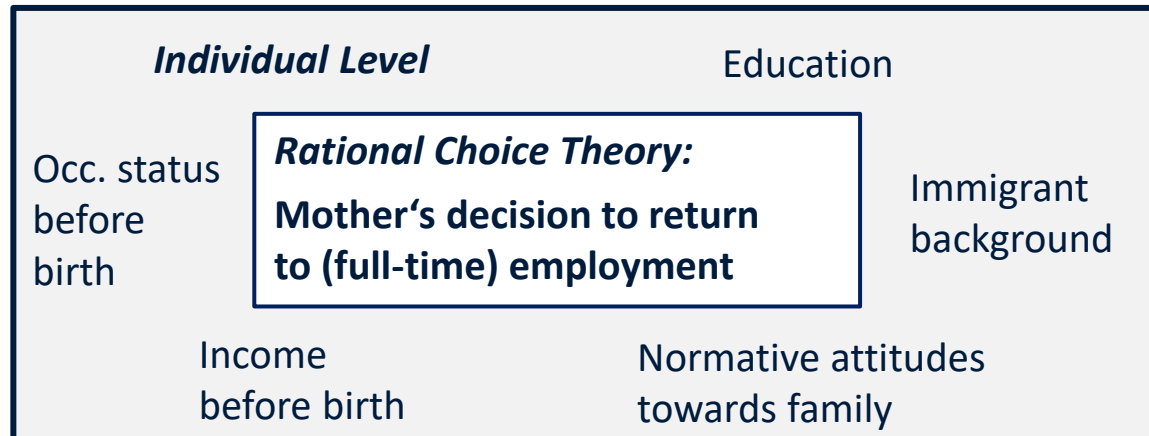 Individual Level
Education
Occ. status
before
birth
Rational Choice Theory:
Mother‘s decision to return
to (full-time) employment
Immigrant
background
Income
before birth
Normative attitudes
towards family